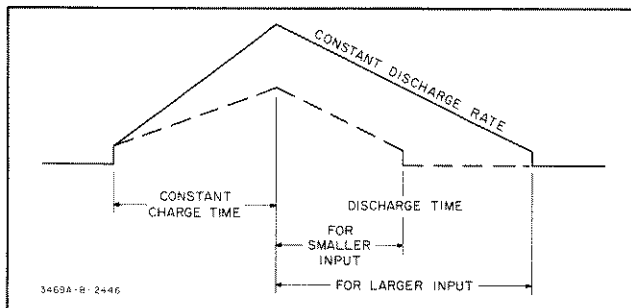 CONSTANT DISCHARGE RATE
CONSTANT
CHARGE TIME
DISCHARGE TIME
FOR
SMALLER
INPUT
FOR LARGER INPUT
3469A-B-2446